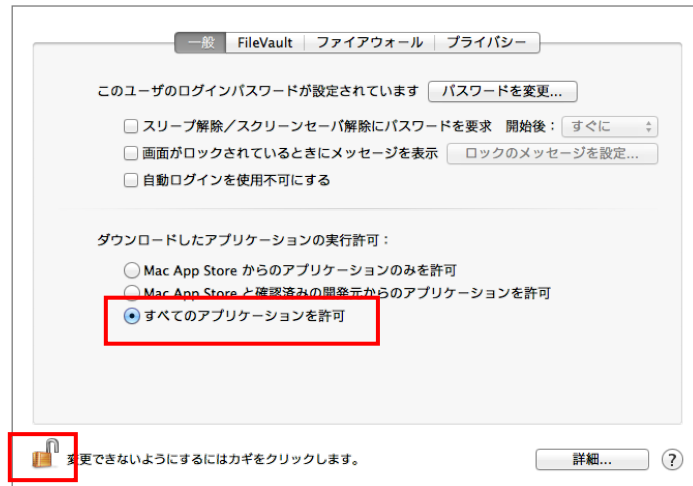 一般 FileVault ファイアウォール プライバシー
このユーザのログインパスワードが設定されています パスワードを変更...
スリープ解除／スクリーンセーバ解除にパスワードを要求 開始後： すぐに
画面がロックされているときにメッセージを表示 ロックのメッセージを設定...
自動ログインを使用不可にする
ダウンロードしたアプリケーションの実行許可：
Mac App Store からのアプリケーションのみを許可
Mac App Store と確認済みの開発元からのアプリケーションを許可
すべてのアプリケーションを許可
変更できないようにするにはカギをクリックします。 詳細... ?